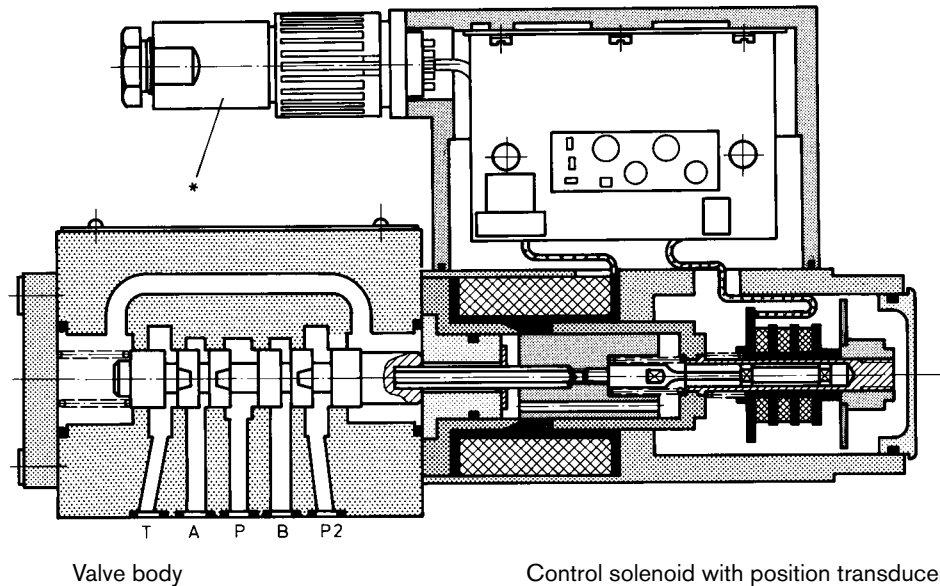 *
T A P B P2
Valve body
Control solenoid with position transduce